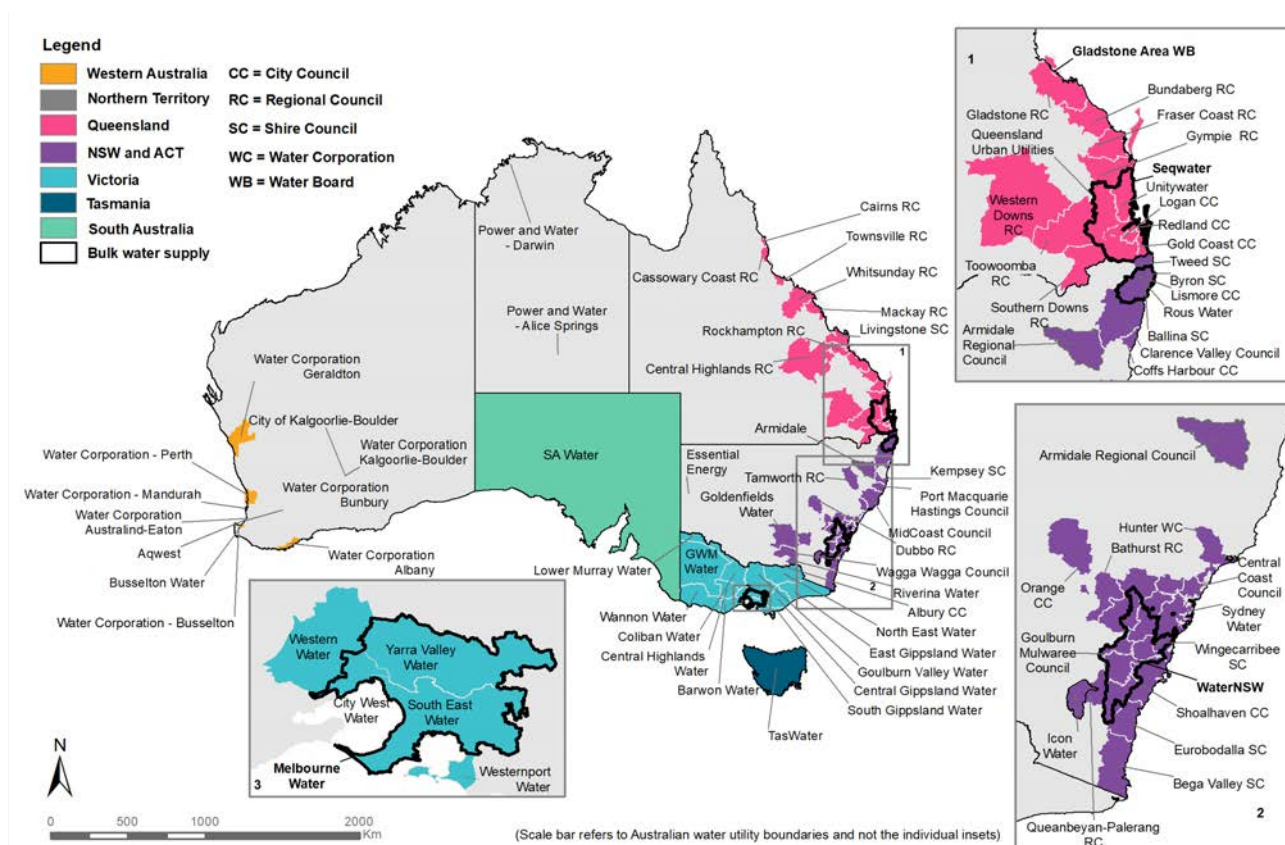 Legend
Western Australia
Northern Territory
Queensland
NSW and ACT
Victoria
Tasmania
South Australia
Bulk water supply
CC = City Council
RC = Regional Council
SC = Shire Council
WC = Water Corporation
WB = Water Board
Power and Water
- Darwin
Power and Water
- Alice Springs
Cairns RC
Townsville RC
Cassowary Coast RC
Whitsunday RC
Mackay RC
Livingstone SC
Rockhampton RC
Central Highlands RC
1
Water Corporation
Geraldton
City of Kalgoorlie-Boulder
Water Corporation
Kalgoorlie-Boulder
Water Corporation - Perth
Water Corporation - Mandurah
Water Corporation
Bunbury
Water Corporation
Australind-Eaton
Aqwest
Busselton Water
Water Corporation - Busselton
Water Corporation
Albany
SA Water
Armidale
Essential
Energy
Tamworth RC
Goldenfields
Water
Kempsey SC
Port Macquarie
Hastings Council
MidCoast Council
Dubbo RC
Wagga Wagga Council
2
Riverina Water
Albury CC
Lower Murray Water
GWM
Water
Wannon Water
Coliban Water
Central Highlands
Water
Barwon Water
North East Water
East Gippsland Water
Goulburn Valley Water
Central Gippsland Water
South Gippsland Water
TasWater
1
Gladstone Area WB
Bundaberg RC
Gladstone RC
Fraser Coast RC
Queensland
Urban Utilities
Gympie RC
Seqwater
Unitywater
Logan CC
Western
Downs
RC
Redland CC
Gold Coast CC
Toowoomba
RC
Tweed SC
Byron SC
Lismore CC
Southern Downs
RC
Rous Water
Armidale
Regional
Council
Ballina SC
Clarence Valley Council
Coffs Harbour CC
Armidale Regional Council
Hunter WC
Bathurst RC
Central
Coast
Council
Orange
CC
Sydney
Water
Goulburn
Mulwaree
Council
Wingecarribee
SC
WaterNSW
Shoalhaven CC
Icon
Water
Eurobodalla SC
Bega Valley SC
Queanbeyan-Palerang
RC
2
Western
Water
Yarra Valley
Water
City West
Water
South East
Water
Melbourne
Water
Westernport
Water
3
N
0
500
1000
2000
Km
(Scale bar refers to Australian water utility boundaries and not the individual insets)